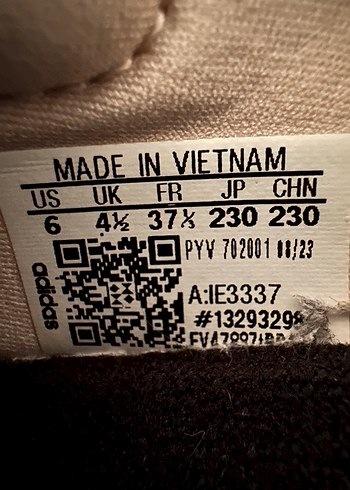 MADE IN VIETNAM
US UK FR JP CHN
6 4½ 37⅓ 230 230
PYV 702001 08/23
adidas
A:IE3337
#1329329